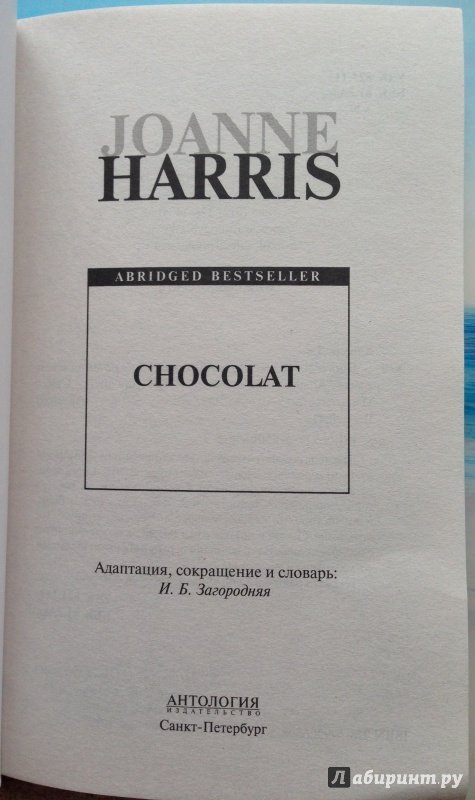 JOANNE
HARRIS
ABRIDGED BESTSELLER
CHOCOLAT
Адаптация, сокращение и словарь:
И. Б. Загородняя
АНТОЛОГИЯ
ИЗДАТЕЛЬСТВО
Санкт-Петербург
Лабиринт.ру